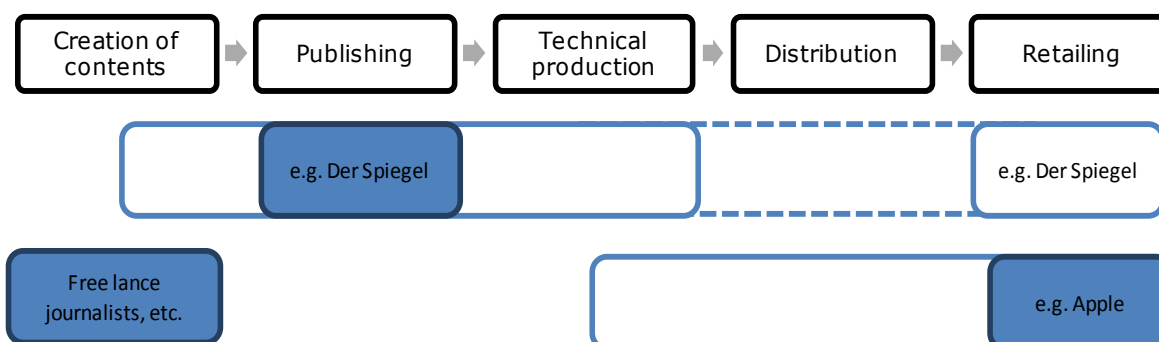 Creation of
contents
Publishing
Technical
production
Distribution
Retailing
e.g. Der Spiegel
e.g. Der Spiegel
Free lance
journalists, etc.
e.g. Apple